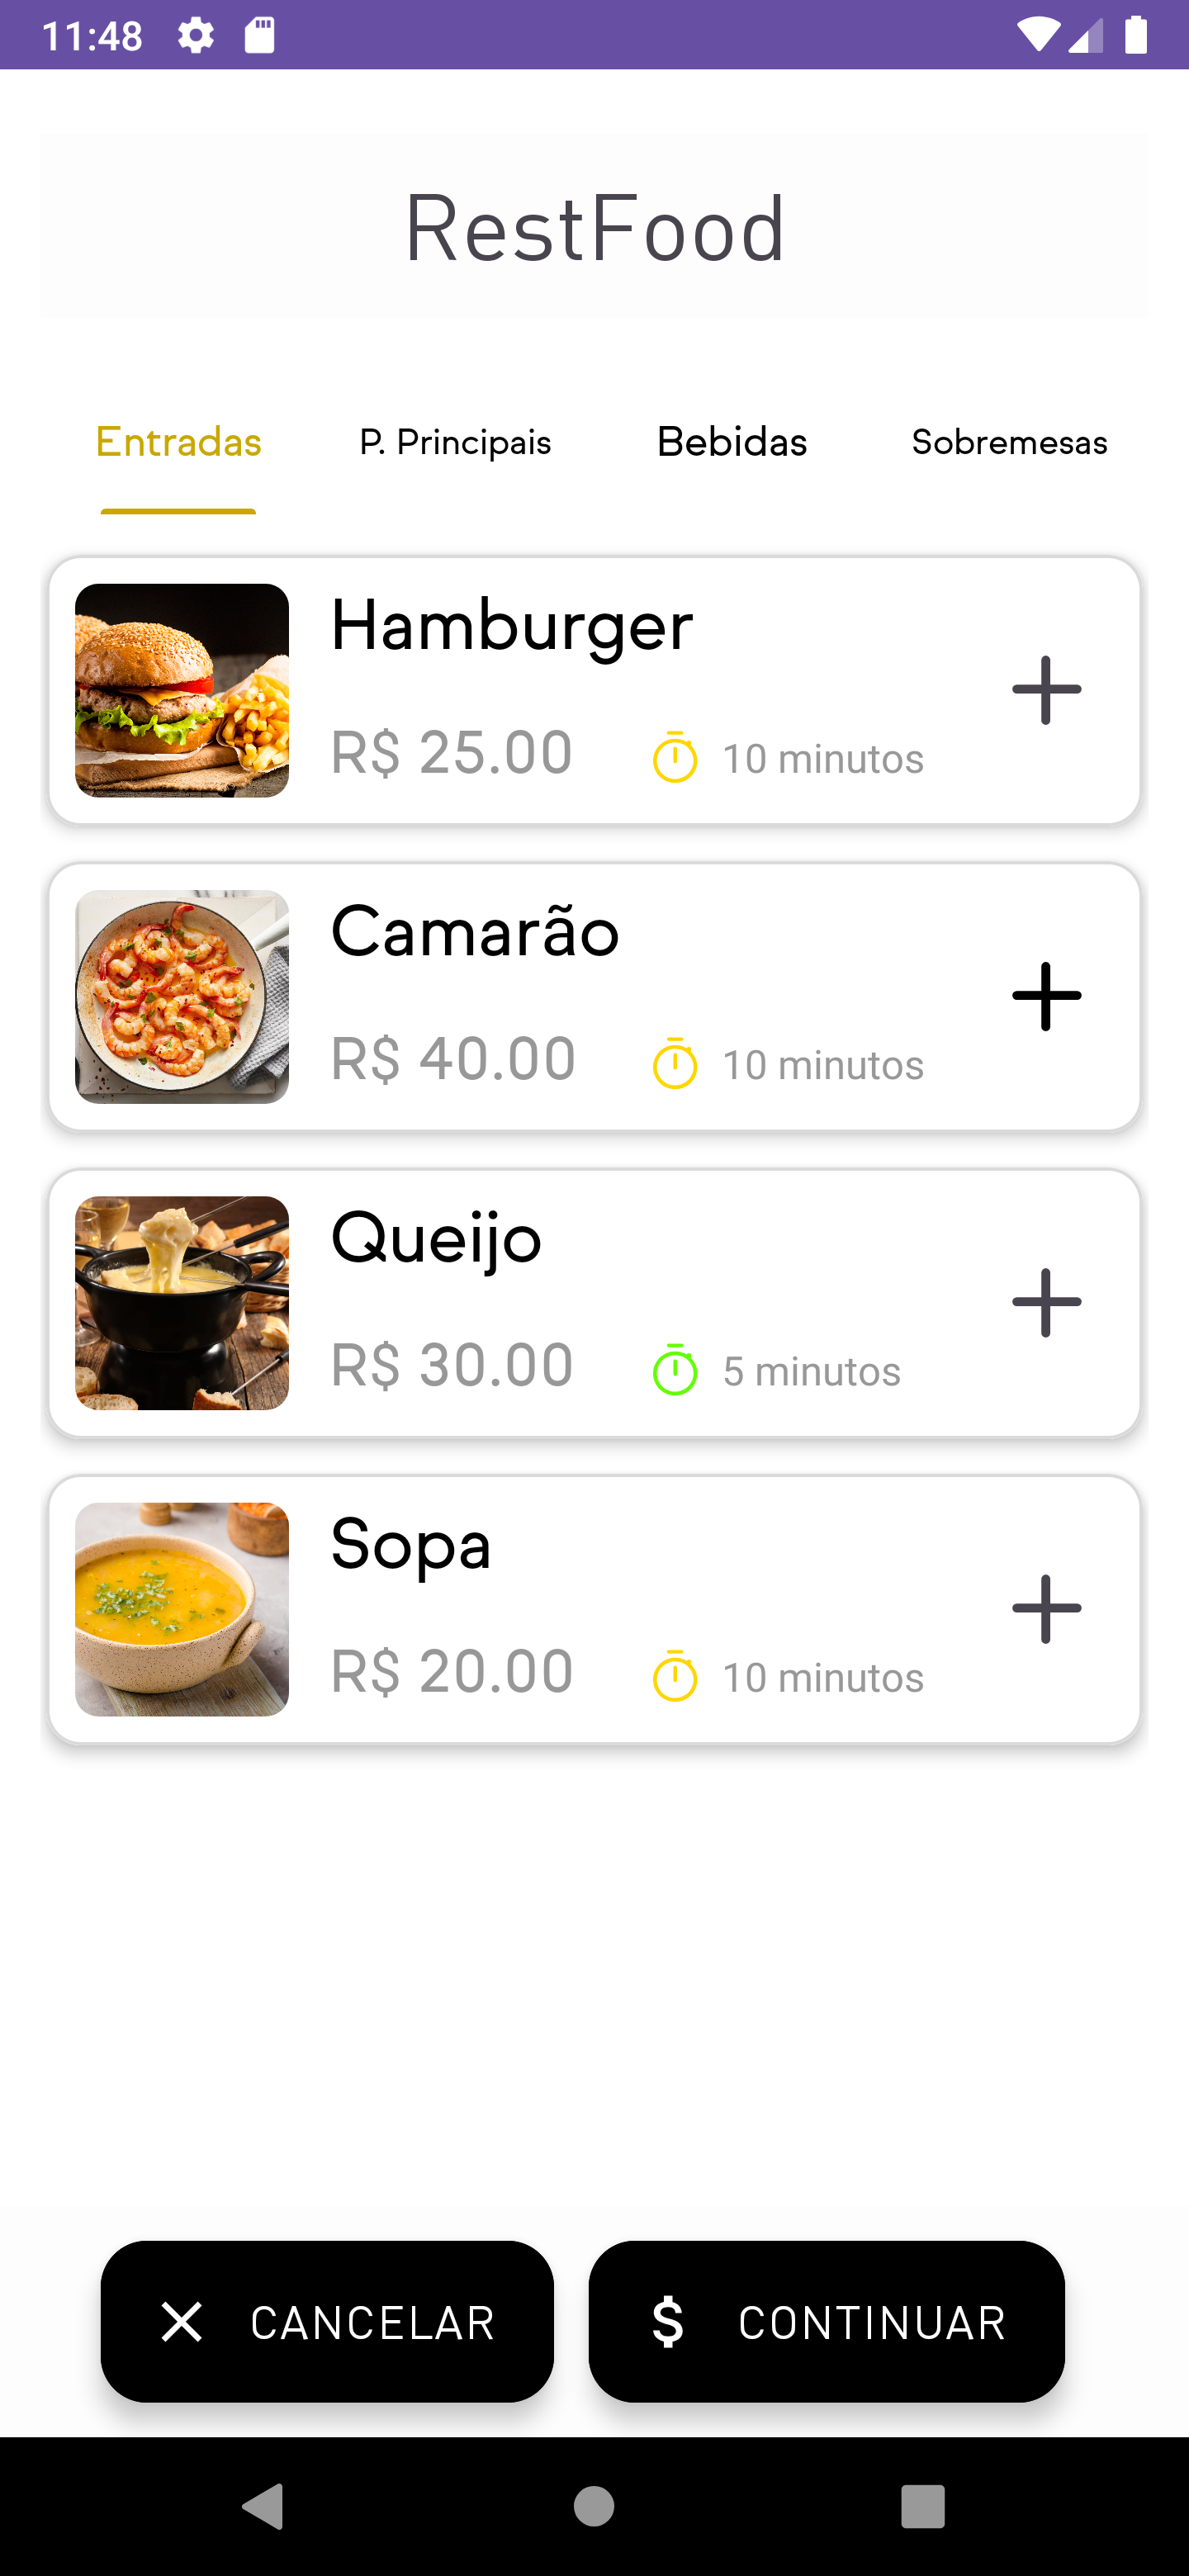 11:48
RestFood
Entradas P. Principais Bebidas Sobremesas
Hamburger
R$ 25.00 10 minutos
Camarão
R$ 40.00 10 minutos
Queijo
R$ 30.00 5 minutos
Sopa
R$ 20.00 10 minutos
CANCELAR $ CONTINUAR